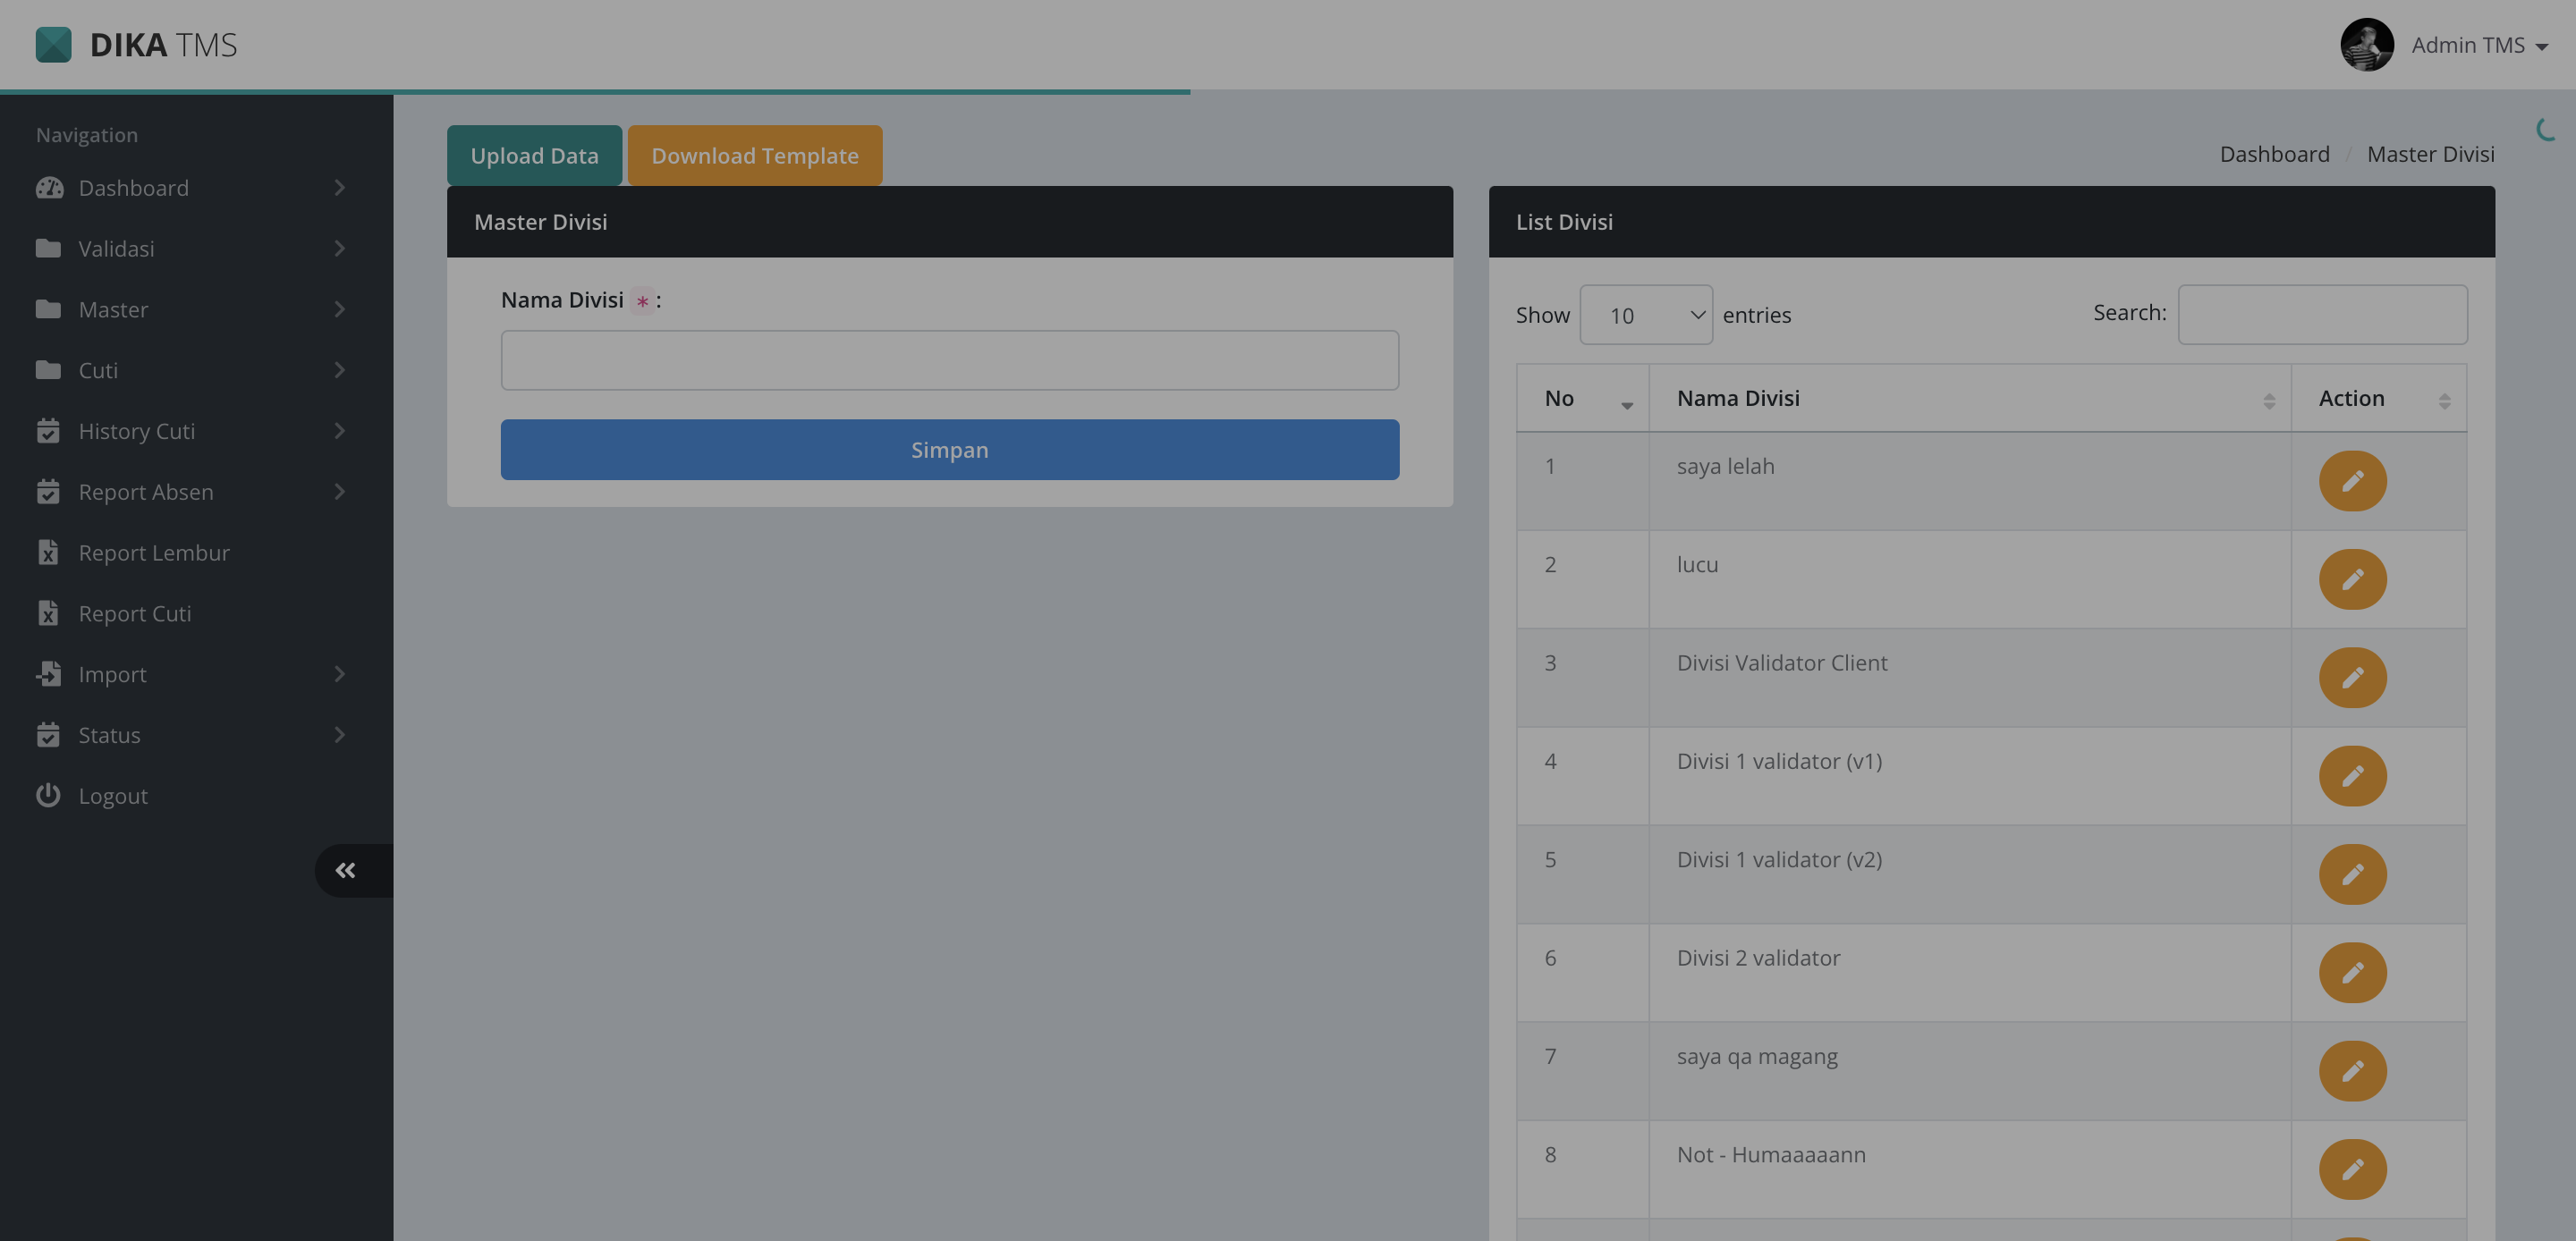 DIKA TMS
Admin TMS
Navigation
Dashboard
Validasi
Master
Cuti
History Cuti
Report Absen
Report Lembur
Report Cuti
Import
Status
Logout
Upload Data
Download Template
Dashboard / Master Divisi
Master Divisi
Nama Divisi * :
Simpan
List Divisi
Show 10 entries
Search:
No Nama Divisi Action
1 saya lelah
2 lucu
3 Divisi Validator Client
4 Divisi 1 validator (v1)
5 Divisi 1 validator (v2)
6 Divisi 2 validator
7 saya qa magang
8 Not - Humaaaaann